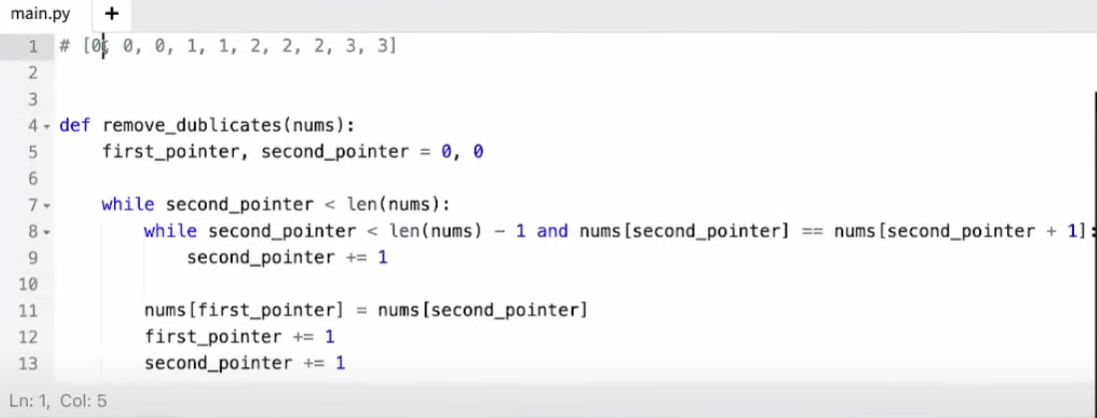 main.py +
1 # [0, 0, 0, 1, 1, 2, 2, 2, 3, 3]
2
3
4 def remove_dublicates(nums):
5 first_pointer, second_pointer = 0, 0
6
7 while second_pointer < len(nums):
8 while second_pointer < len(nums) - 1 and nums[second_pointer] == nums[second_pointer + 1]:
9 second_pointer += 1
10
11 nums[first_pointer] = nums[second_pointer]
12 first_pointer += 1
13 second_pointer += 1
Ln: 1, Col: 5